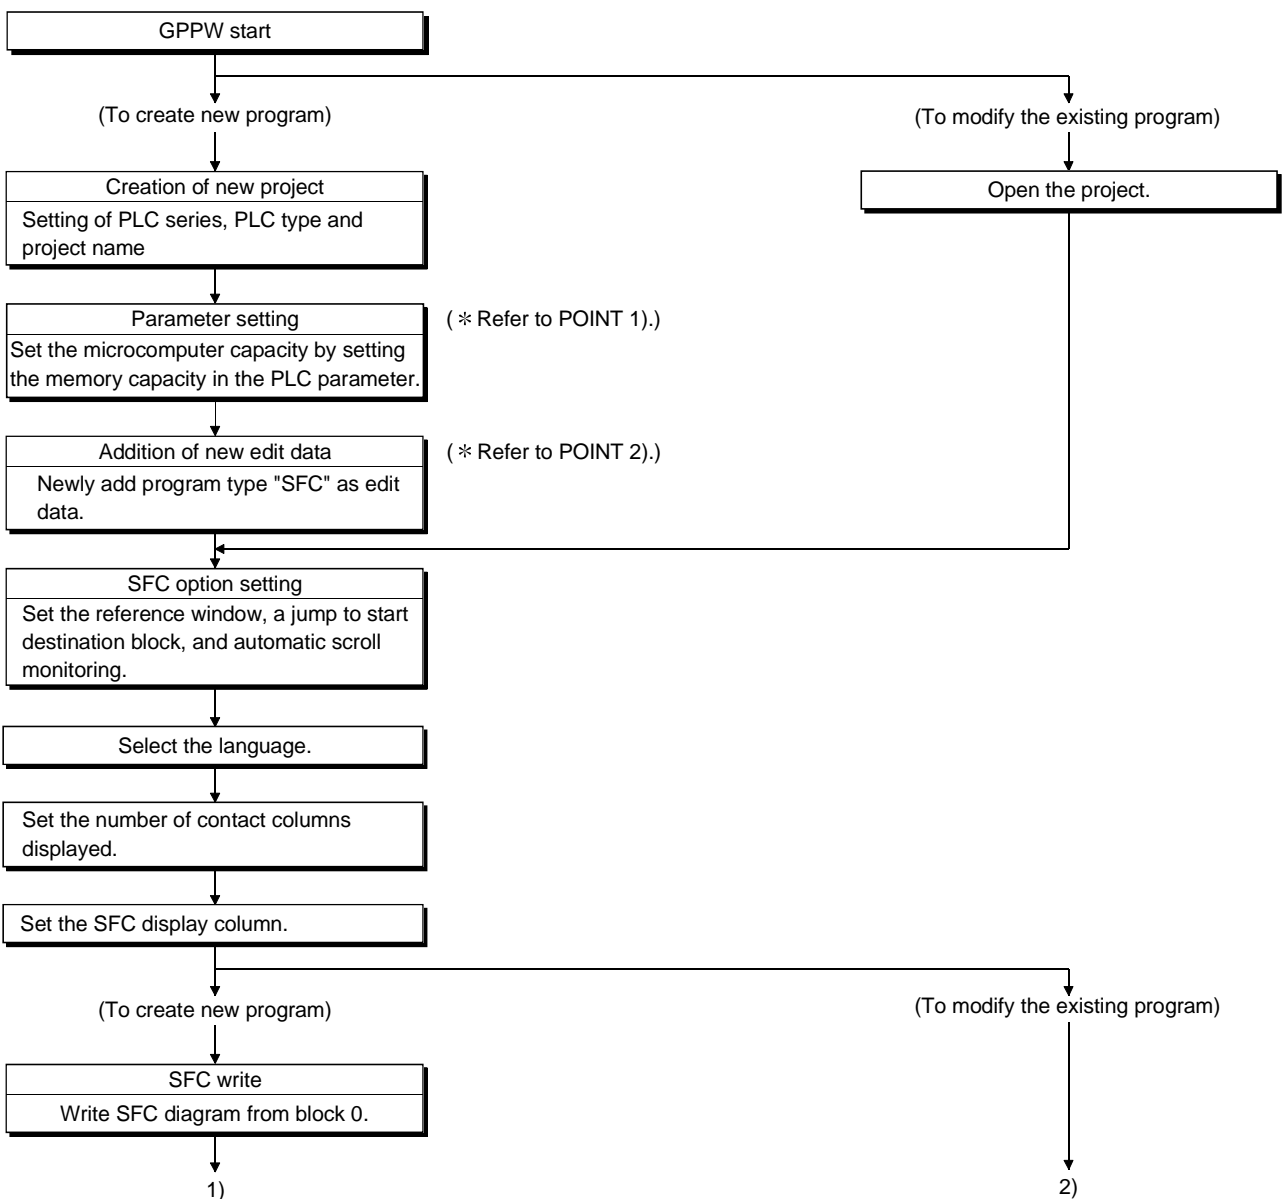 GPPW start
(To create new program)
(To modify the existing program)
Creation of new project
Setting of PLC series, PLC type and
project name
Open the project.
Parameter setting
(＊Refer to POINT 1).)
Set the microcomputer capacity by setting
the memory capacity in the PLC parameter.
Addition of new edit data
(＊Refer to POINT 2).)
Newly add program type "SFC" as edit
data.
SFC option setting
Set the reference window, a jump to start
destination block, and automatic scroll
monitoring.
Select the language.
Set the number of contact columns
displayed.
Set the SFC display column.
(To create new program)
(To modify the existing program)
SFC write
Write SFC diagram from block 0.
1)
2)